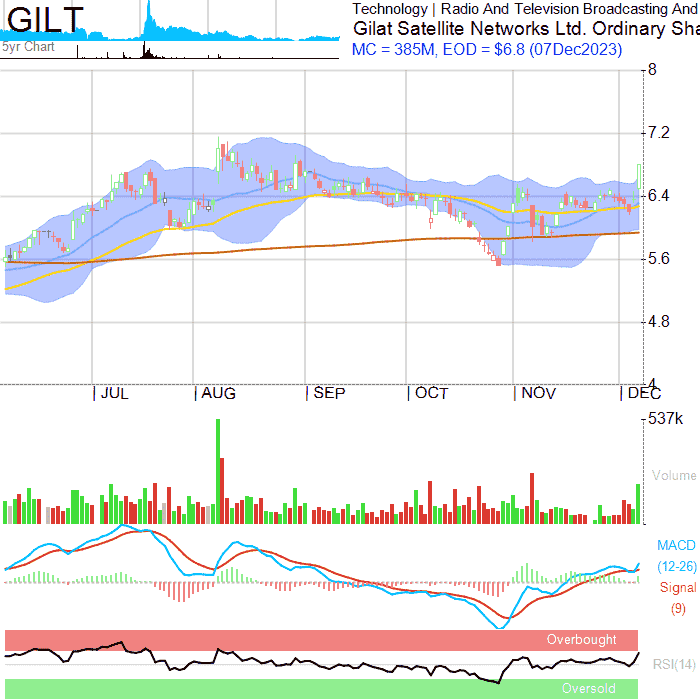 GILT
5yr Chart
Technology | Radio And Television Broadcasting And
Gilat Satellite Networks Ltd. Ordinary Sha
MC = 385M, EOD = $6.8 (07Dec2023)
8
7.2
6.4
5.6
4.8
4
JUL AUG SEP OCT NOV DEC
537k
Volume
MACD
(12-26)
Signal
(9)
Overbought
RSI(14)
Oversold